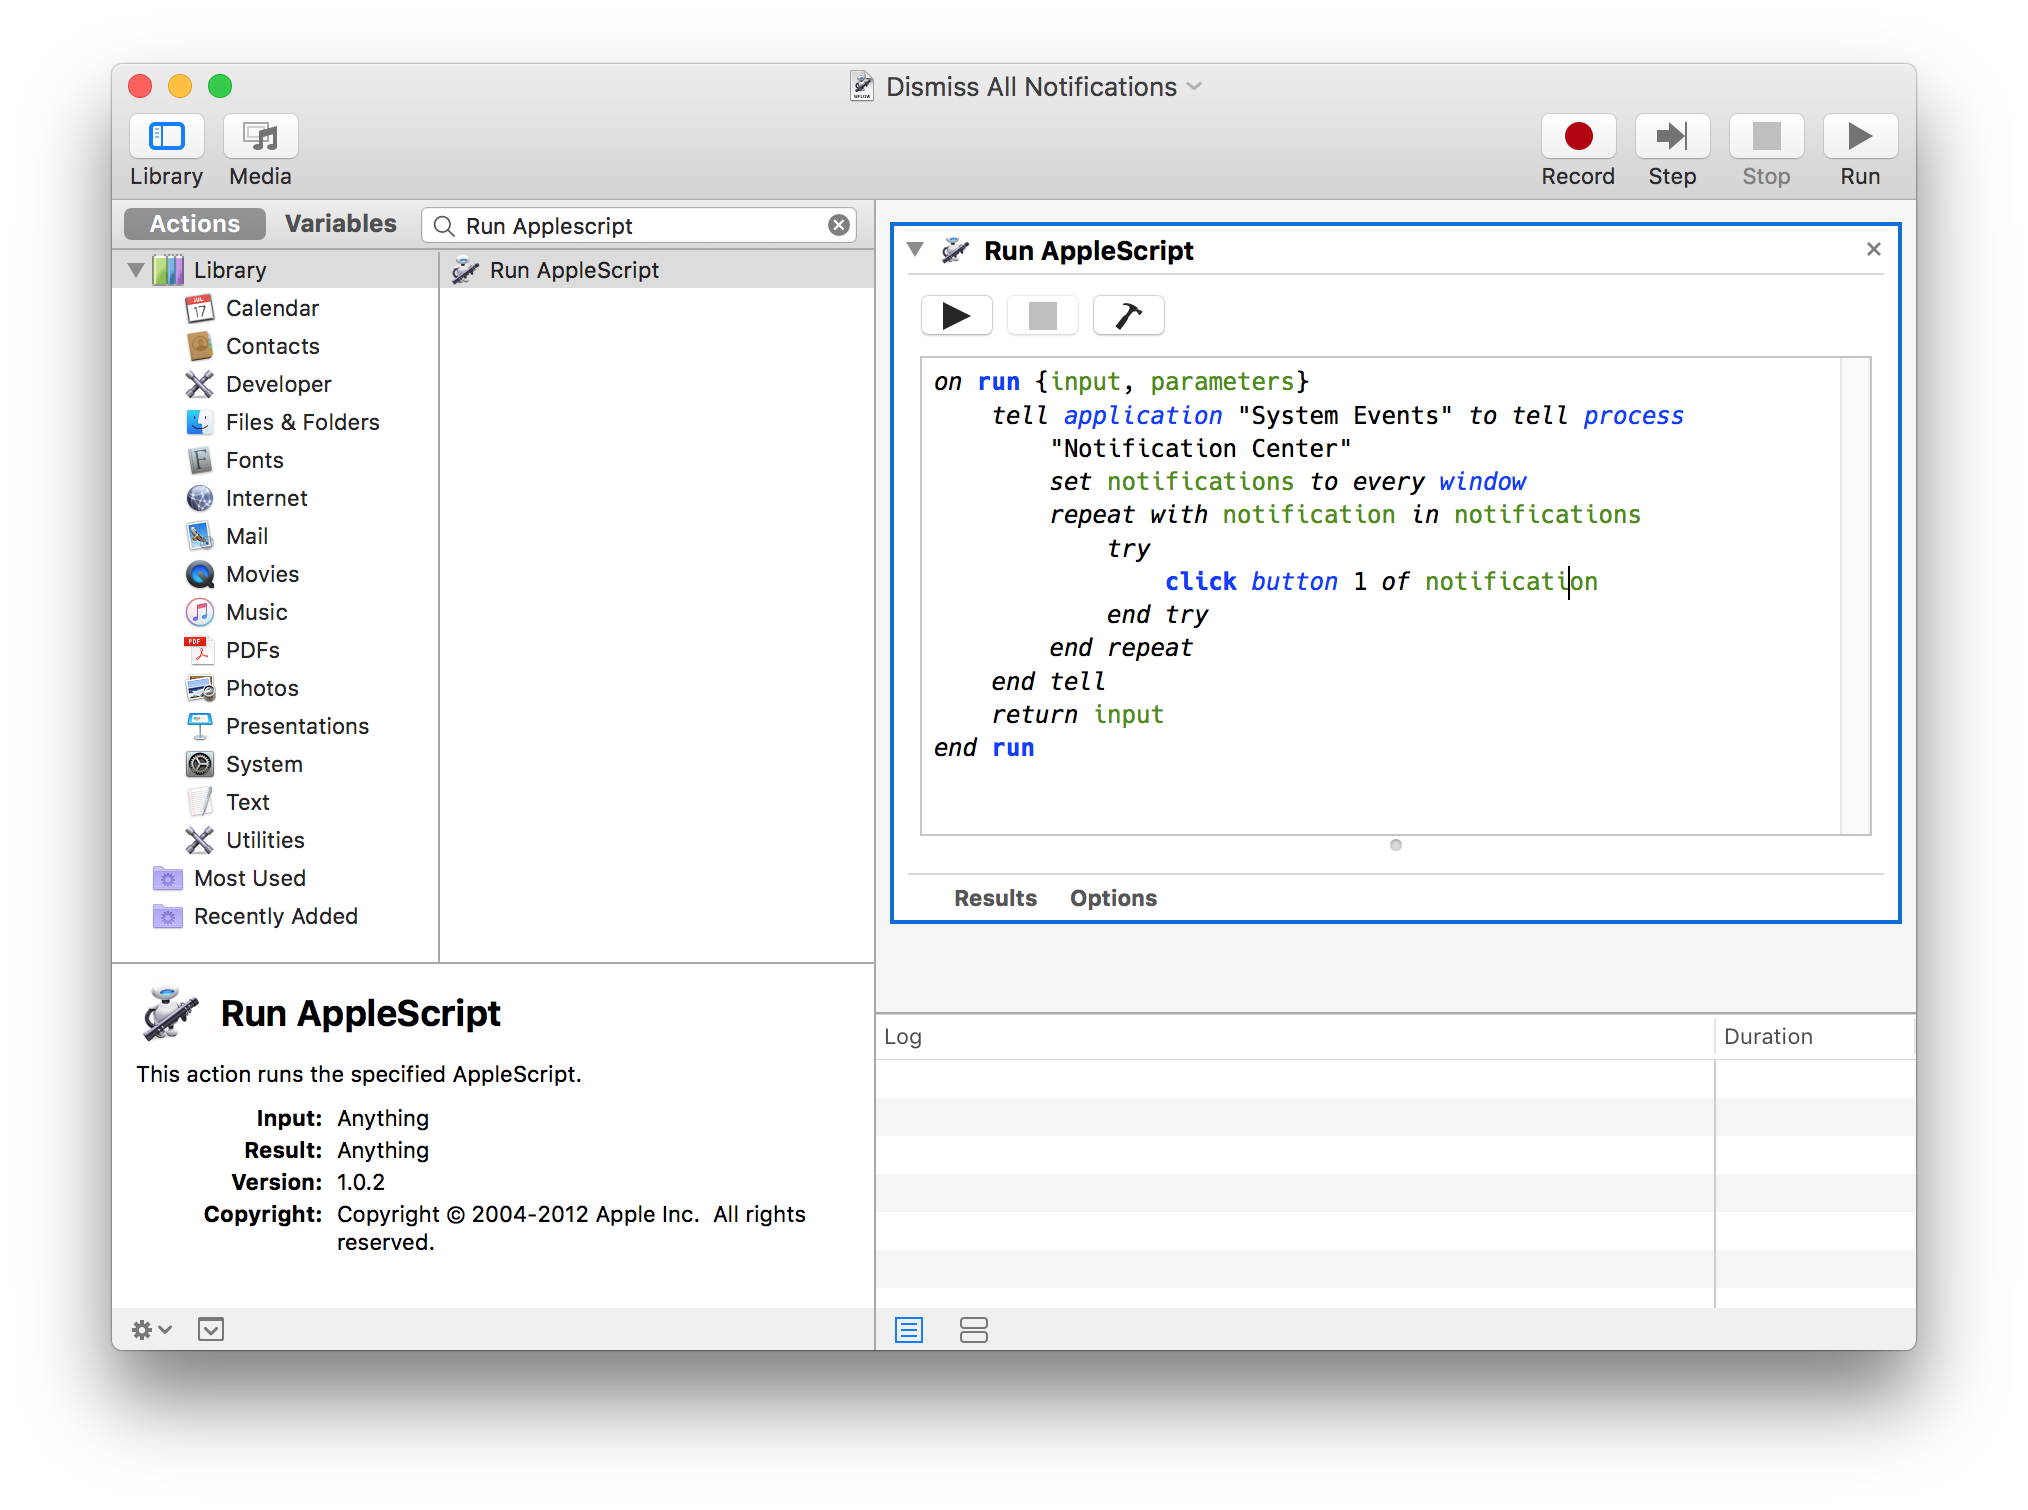 Dismiss All Notifications
Library
Media
Record
Step
Stop
Run
Actions
Variables
Run Applescript
Library
Calendar
Contacts
Developer
Files & Folders
Fonts
Internet
Mail
Movies
Music
PDFs
Photos
Presentations
System
Text
Utilities
Most Used
Recently Added
Run AppleScript
Run AppleScript
on run {input, parameters}
tell application "System Events" to tell process
"Notification Center"
set notifications to every window
repeat with notification in notifications
try
click button 1 of notification
end try
end repeat
end tell
return input
end run
Results
Options
Run AppleScript
This action runs the specified AppleScript.
Input: Anything
Result: Anything
Version: 1.0.2
Copyright: Copyright © 2004-2012 Apple Inc. All rights
reserved.
Log
Duration